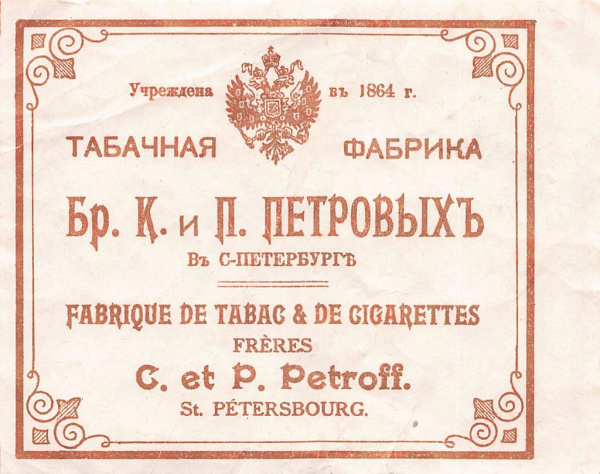 Учреждена въ 1864 г.
ТАБАЧНАЯ ФАБРИКА
Бр. К. и П. ПЕТРОВЫХЪ
Въ С-ПЕТЕРБУРГѢ
FABRIQUE DE TABAC & DE CIGARETTES
FRÈRES
C. et P. Petroff.
St. PÉTERSBOURG.